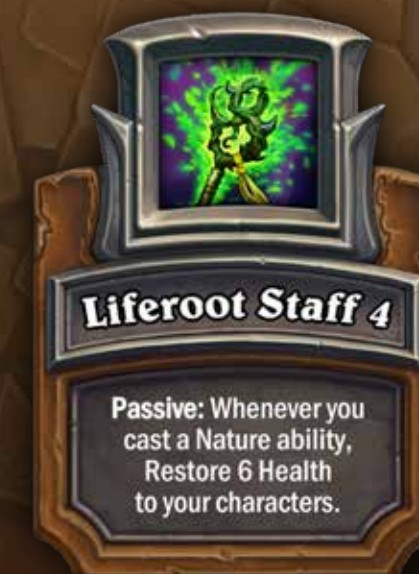 Liferoot Staff 4
Passive: Whenever you
cast a Nature ability,
Restore 6 Health
to your characters.